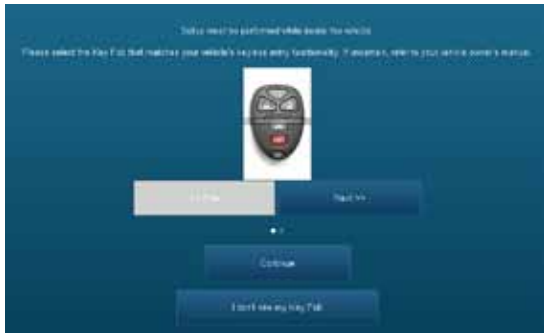 Setup must be performed while inside the vehicle.
Please select the Key Fob that matches your vehicle's keyless entry functionality. If uncertain, refer to your vehicle owner's manual.
Next >>
Continue
I don't see my Key Fob